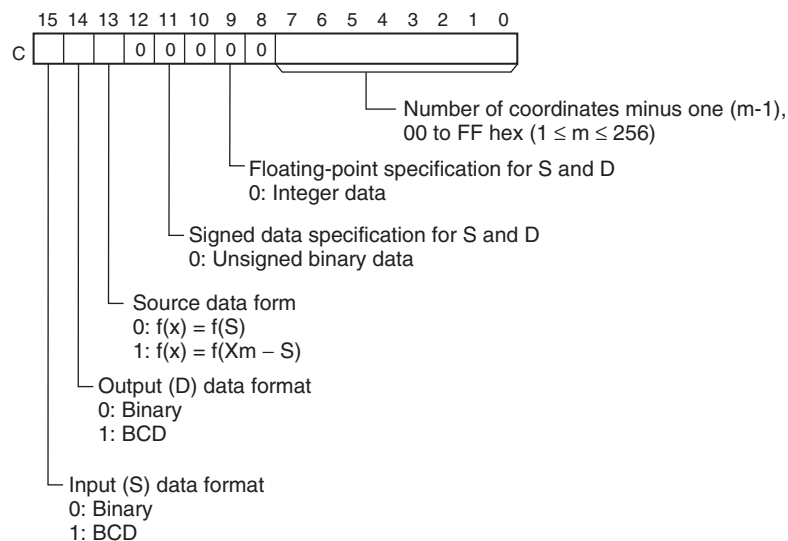 15 14 13 12 11 10 9 8 7 6 5 4 3 2 1 0
C 0 0 0 0 0
Number of coordinates minus one (m-1),
00 to FF hex (1 ≤ m ≤ 256)
Floating-point specification for S and D
0: Integer data
Signed data specification for S and D
0: Unsigned binary data
Source data form
0: f(x) = f(S)
1: f(x) = f(Xm − S)
Output (D) data format
0: Binary
1: BCD
Input (S) data format
0: Binary
1: BCD